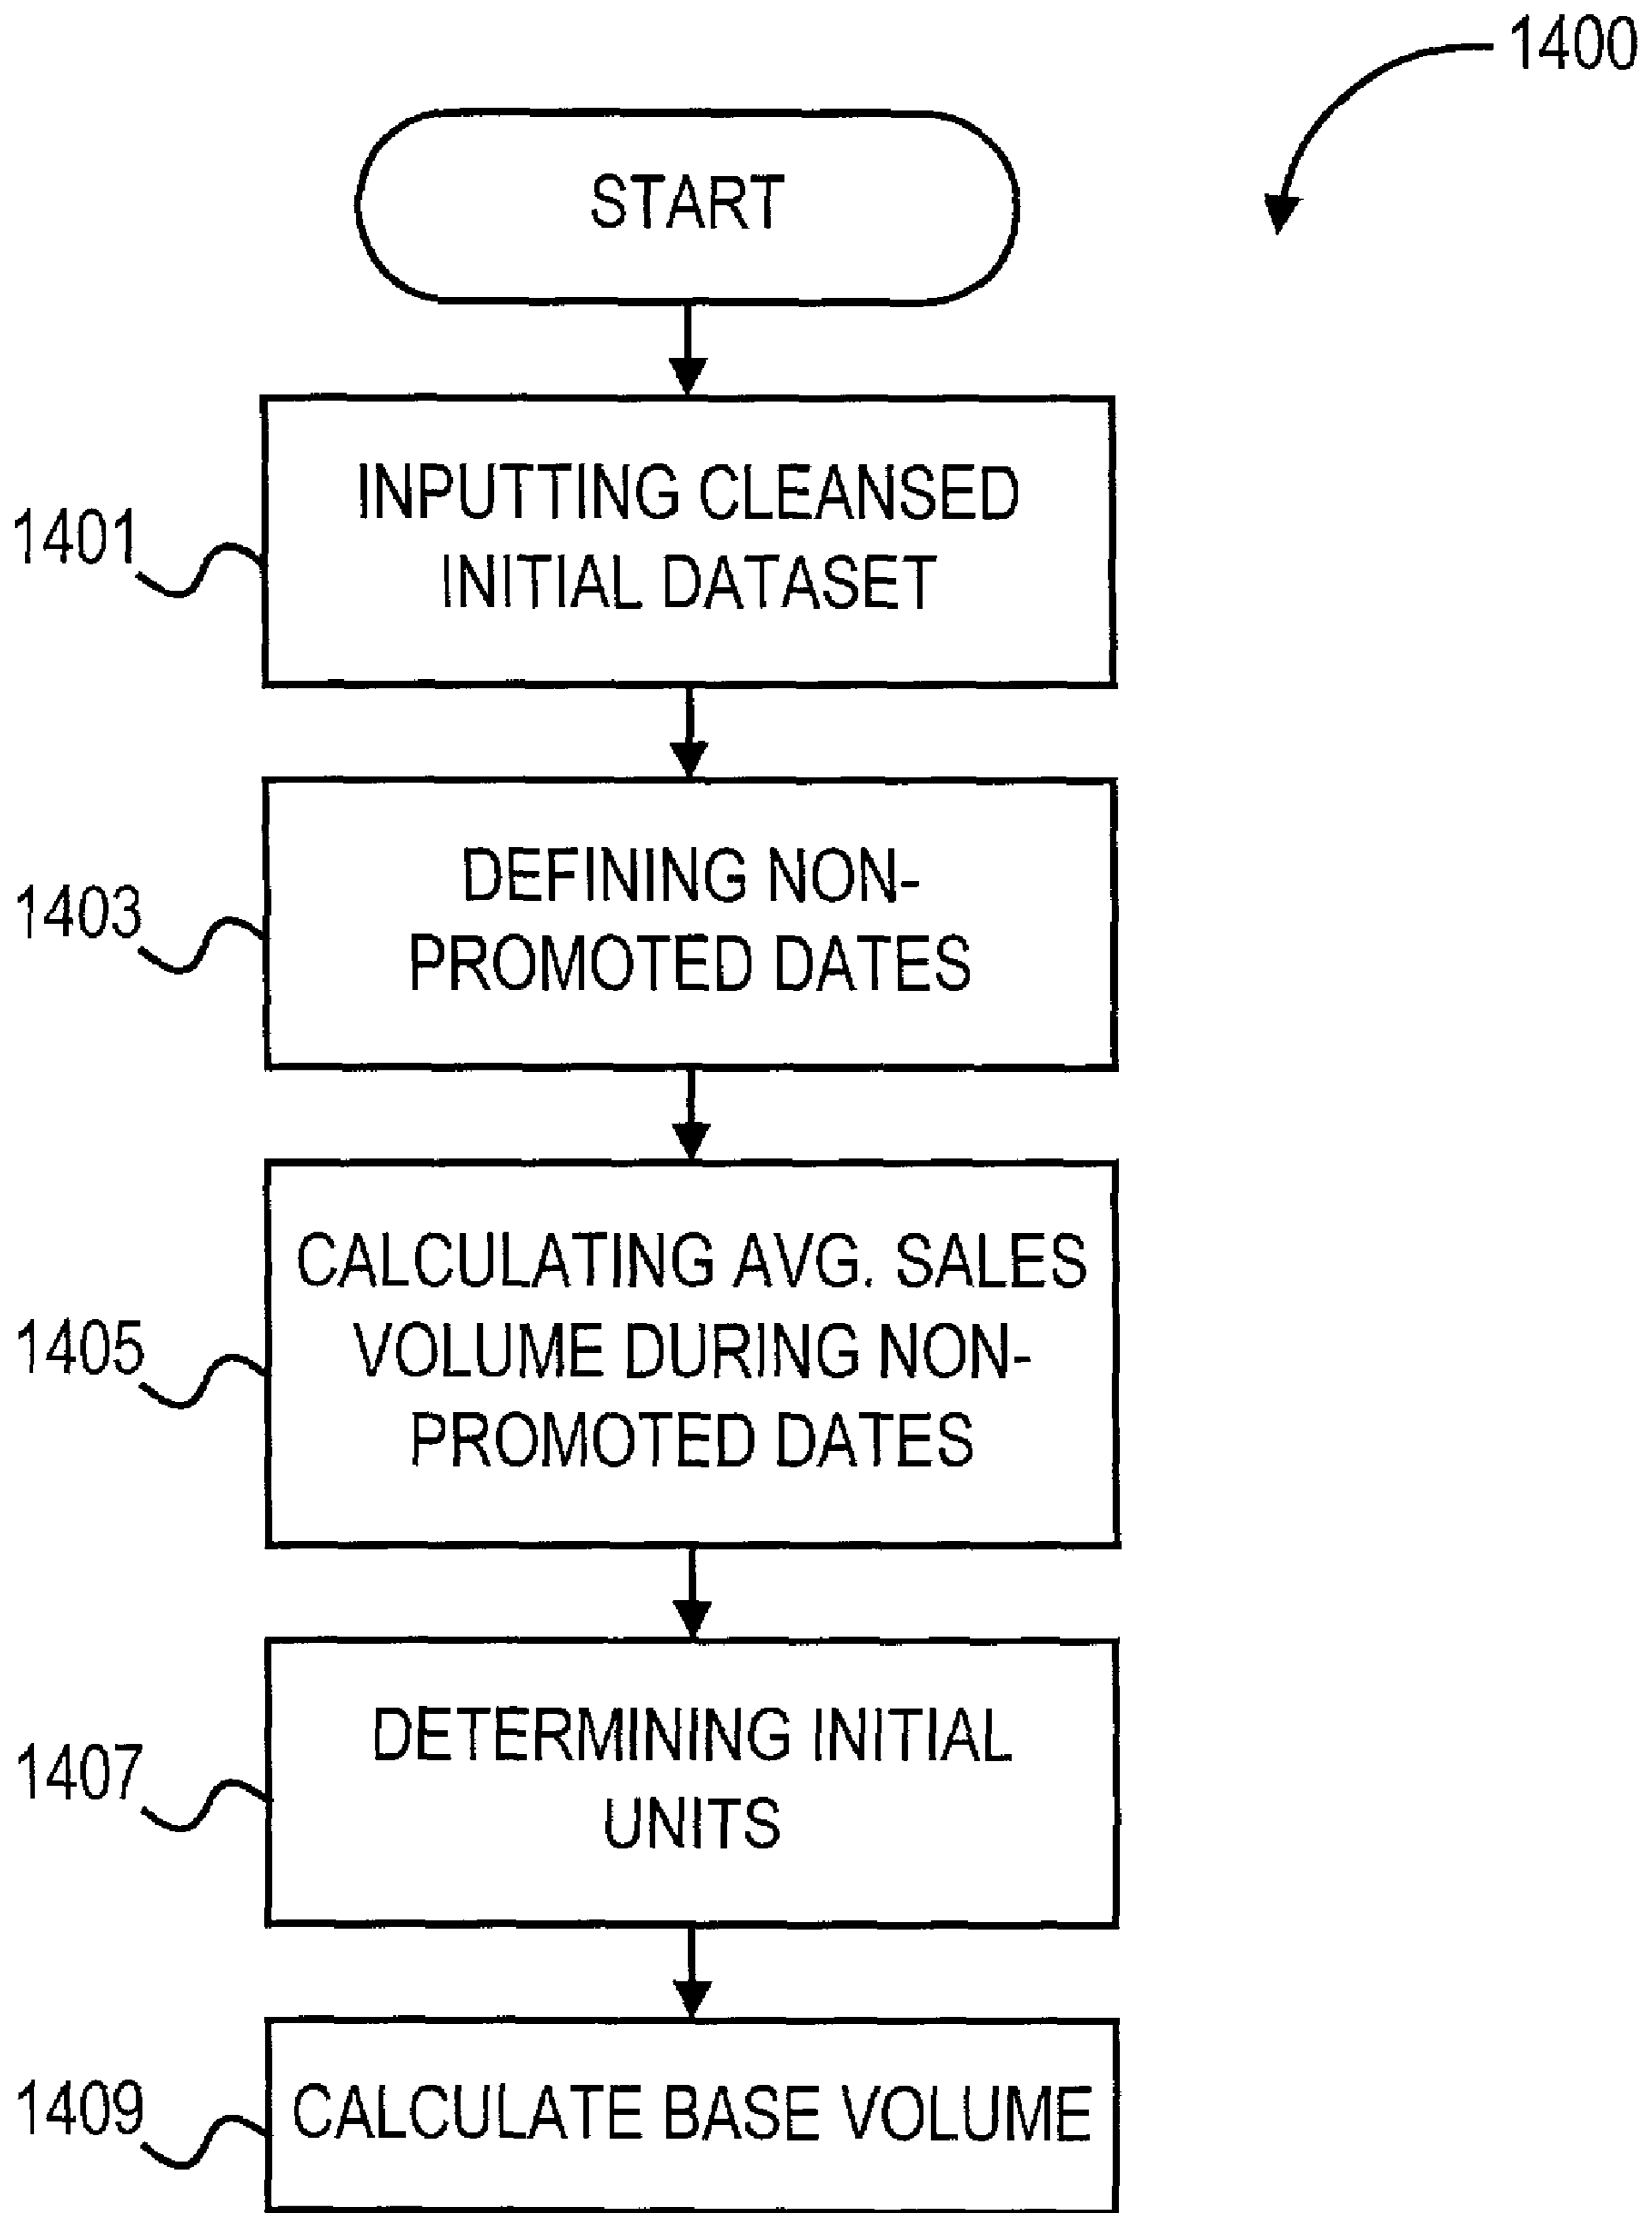 1400
START
1401
INPUTTING CLEANSED
INITIAL DATASET
1403
DEFINING NON-
PROMOTED DATES
1405
CALCULATING AVG. SALES
VOLUME DURING NON-
PROMOTED DATES
1407
DETERMINING INITIAL
UNITS
1409
CALCULATE BASE VOLUME